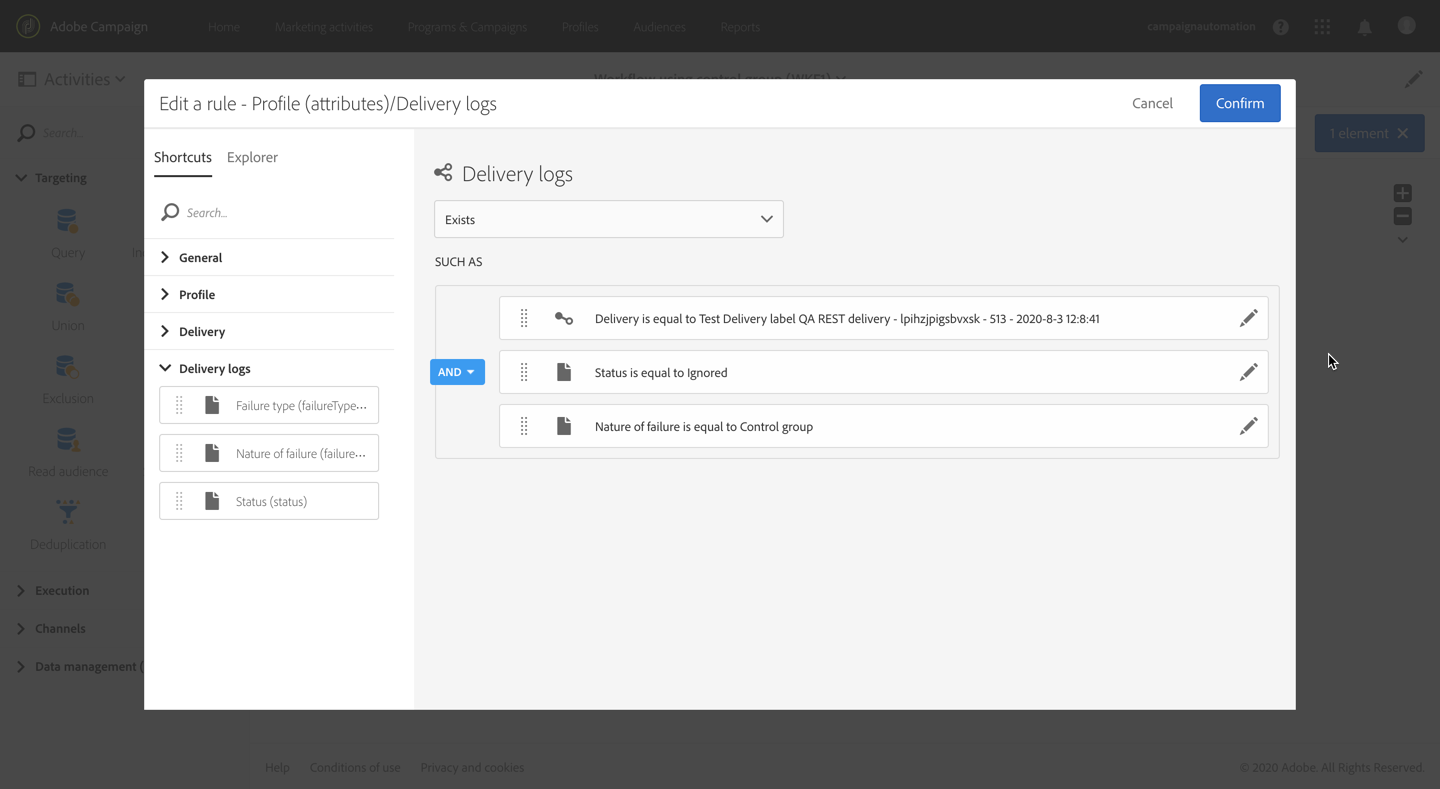 Adobe Campaign
Home
Marketing activities
Programs & Campaigns
Profiles
Audiences
Reports
campaignautomation
Activities
Edit a rule - Profile (attributes)/Delivery logs
Cancel
Confirm
Search...
1 element
Shortcuts
Explorer
Delivery logs
Targeting
Search...
Exists
Query
General
SUCH AS
Profile
Delivery is equal to Test Delivery label QA REST delivery - lpihzjpigsbvxsk - 513 - 2020-8-3 12:8:41
Union
Delivery
Delivery logs
AND
Status is equal to Ignored
Exclusion
Failure type (failureType...
Nature of failure is equal to Control group
Nature of failure (failure...
Read audience
Status (status)
Deduplication
Execution
Channels
Data management (
Help
Conditions of use
Privacy and cookies
© 2020 Adobe. All Rights Reserved.